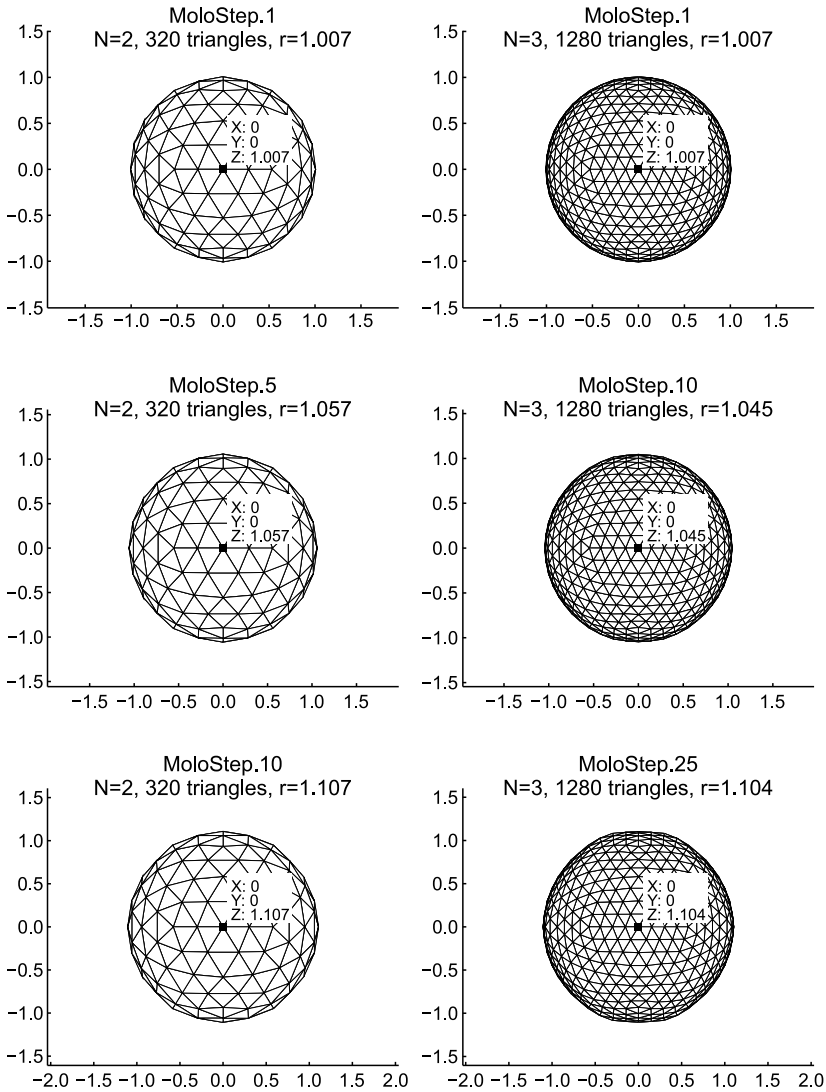 MoloStep.1
N=2, 320 triangles, r=1.007
1.5
1.0
0.5
0.0
−0.5
−1.0
−1.5
X: 0
Y: 0
Z: 1.007
−1.5 −1.0 −0.5 0.0 0.5 1.0 1.5
MoloStep.1
N=3, 1280 triangles, r=1.007
1.5
1.0
0.5
0.0
−0.5
−1.0
−1.5
X: 0
Y: 0
Z: 1.007
−1.5 −1.0 −0.5 0.0 0.5 1.0 1.5
MoloStep.5
N=2, 320 triangles, r=1.057
1.5
1.0
0.5
0.0
−0.5
−1.0
−1.5
X: 0
Y: 0
Z: 1.057
−1.5 −1.0 −0.5 0.0 0.5 1.0 1.5
MoloStep.10
N=3, 1280 triangles, r=1.045
1.5
1.0
0.5
0.0
−0.5
−1.0
−1.5
X: 0
Y: 0
Z: 1.045
−1.5 −1.0 −0.5 0.0 0.5 1.0 1.5
MoloStep.10
N=2, 320 triangles, r=1.107
1.5
1.0
0.5
0.0
−0.5
−1.0
−1.5
X: 0
Y: 0
Z: 1.107
−2.0 −1.5 −1.0 −0.5 0.0 0.5 1.0 1.5 2.0
MoloStep.25
N=3, 1280 triangles, r=1.104
1.5
1.0
0.5
0.0
−0.5
−1.0
−1.5
X: 0
Y: 0
Z: 1.104
−2.0 −1.5 −1.0 −0.5 0.0 0.5 1.0 1.5 2.0